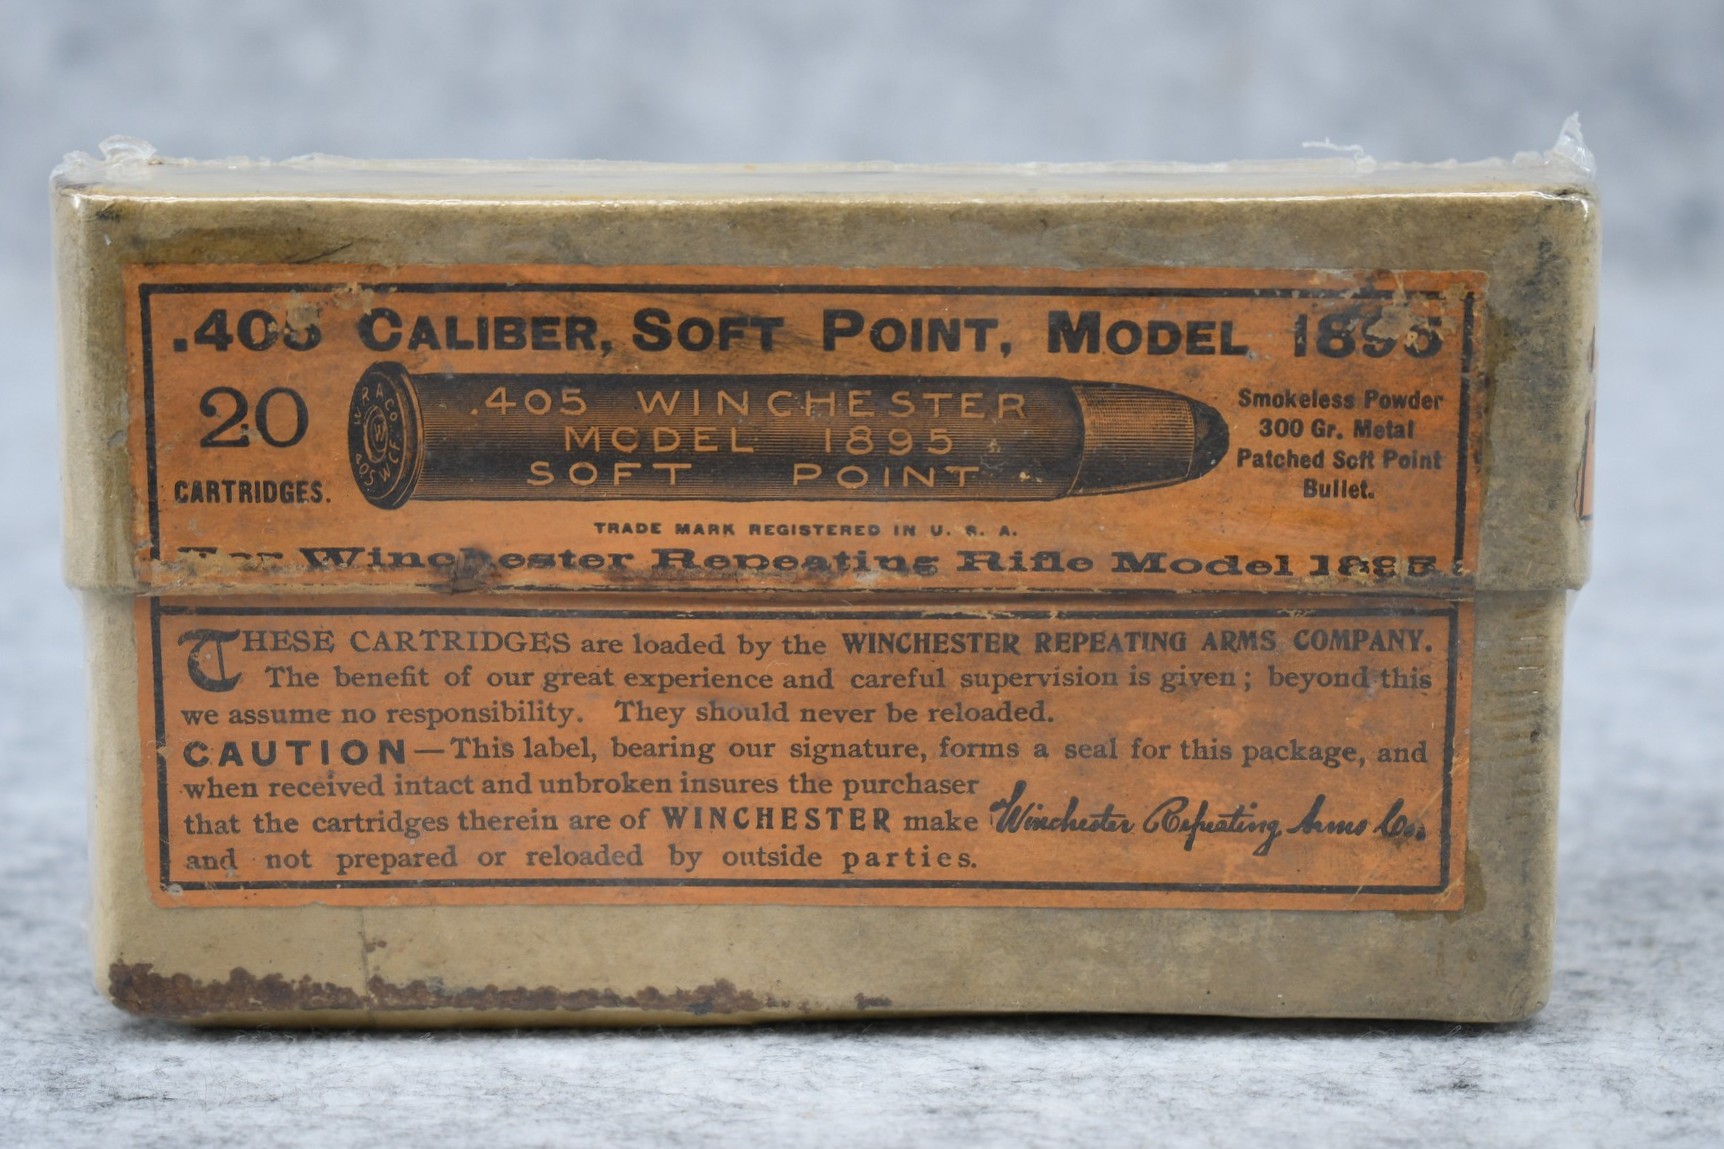 .405 CALIBER, SOFT POINT, MODEL 1895
20
CARTRIDGES.
W.R.A.Co.
.405 W.C.F.
W
.405 WINCHESTER
MODEL 1895
SOFT POINT
Smokeless Powder
300 Gr. Metal
Patched Soft Point
Bullet.
TRADE MARK REGISTERED IN U. S. A.
For Winchester Repeating Rifle Model 1895.
THESE CARTRIDGES are loaded by the WINCHESTER REPEATING ARMS COMPANY.
The benefit of our great experience and careful supervision is given; beyond this
we assume no responsibility. They should never be reloaded.
CAUTION—This label, bearing our signature, forms a seal for this package, and
when received intact and unbroken insures the purchaser
that the cartridges therein are of WINCHESTER make
and not prepared or reloaded by outside parties.
Winchester Repeating Arms Co.